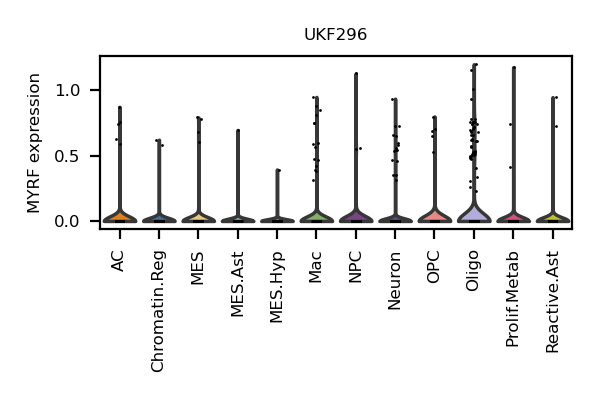 UKF296
MYRF expression
1.0
0.5
0.0
AC
Chromatin.Reg
MES
MES.Ast
MES.Hyp
Mac
NPC
Neuron
OPC
Oligo
Prolif.Metab
Reactive.Ast